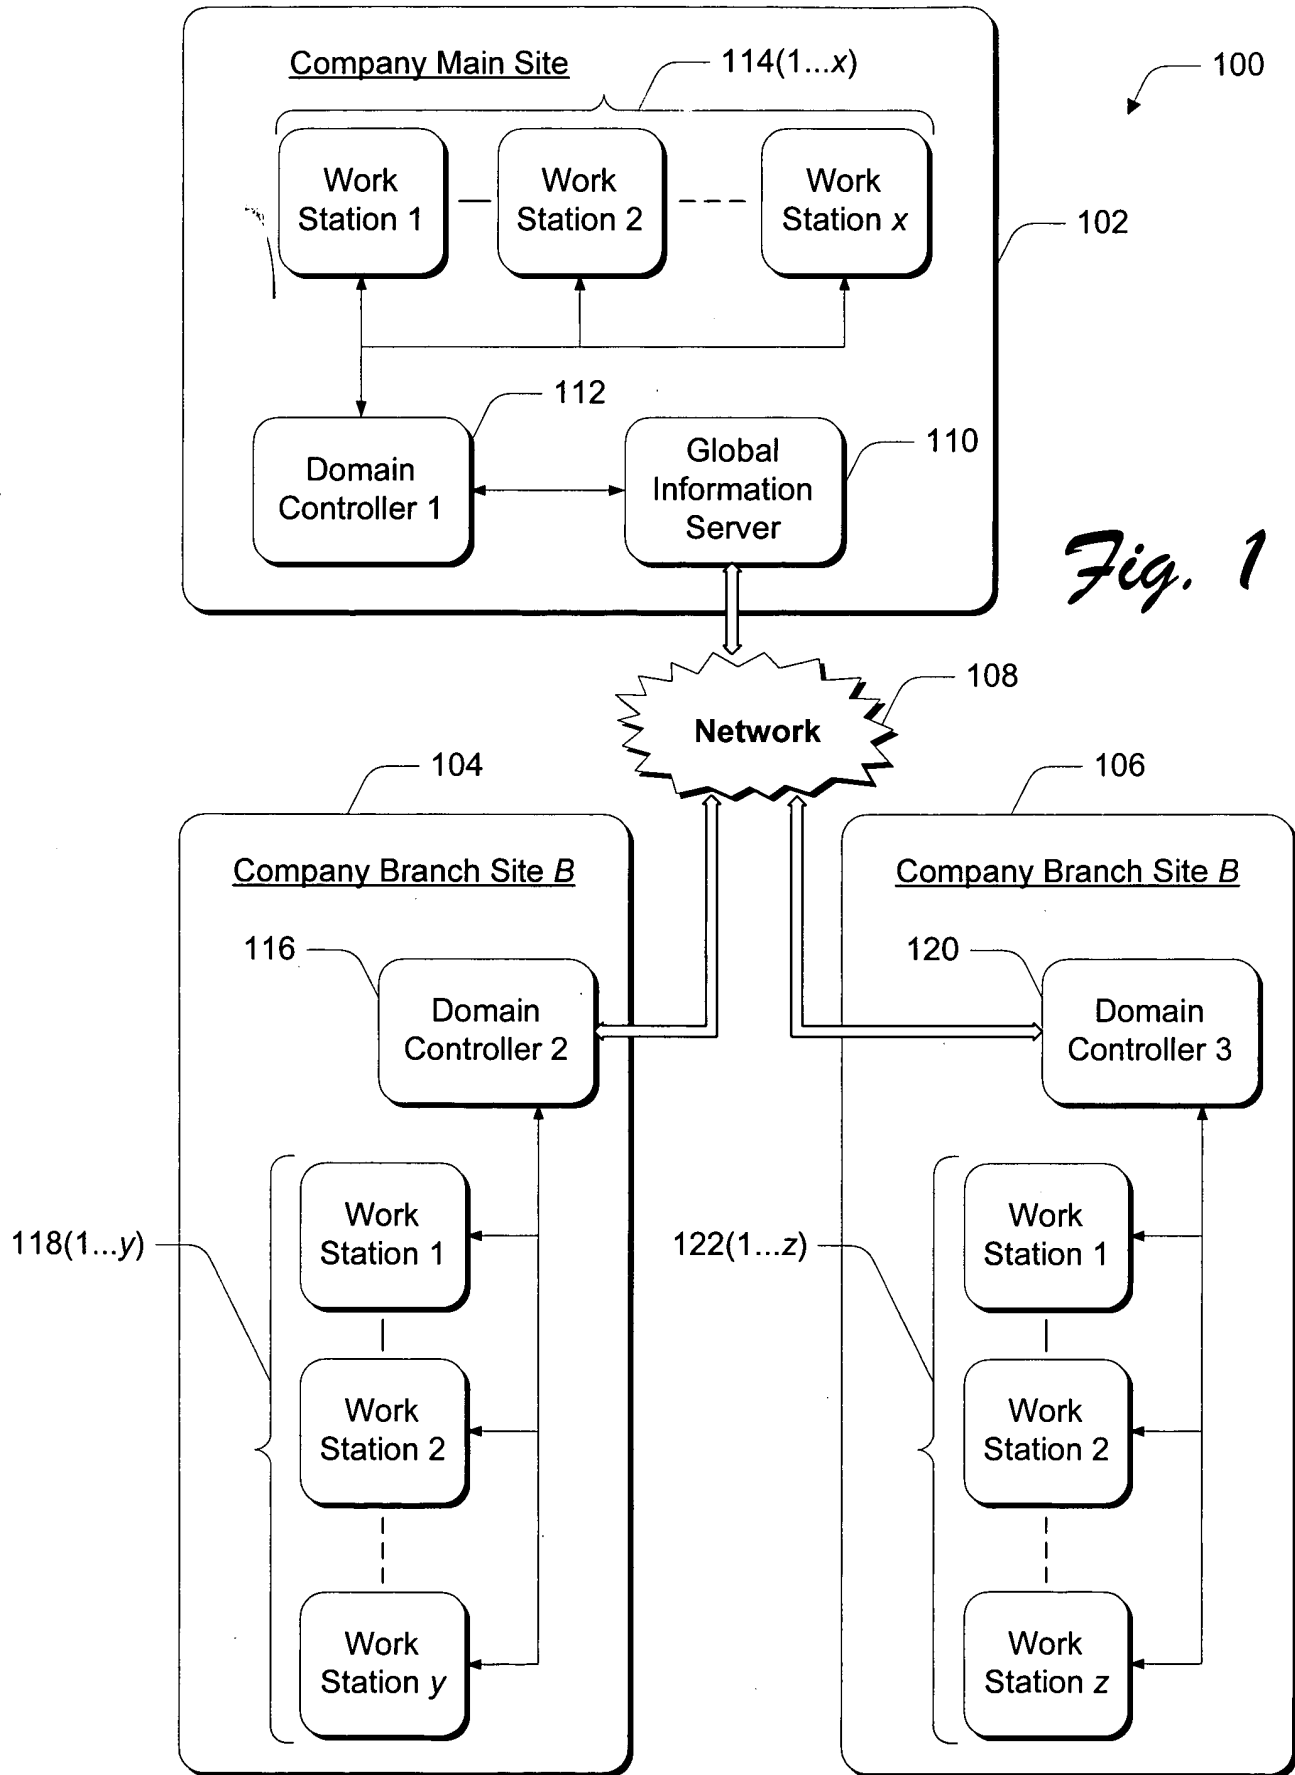 Company Main Site
114(1...x)
100
Work
Station 1
Work
Station 2
Work
Station x
102
112
110
Domain
Controller 1
Global
Information
Server
Fig. 1
108
Network
104
106
Company Branch Site B
Company Branch Site B
116
120
Domain
Controller 2
Domain
Controller 3
118(1...y)
Work
Station 1
Work
Station 2
Work
Station y
122(1...z)
Work
Station 1
Work
Station 2
Work
Station z